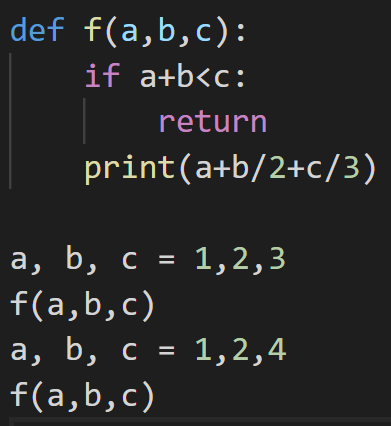 def f(a,b,c):
    if a+b<c:
        return
    print(a+b/2+c/3)

a, b, c = 1,2,3
f(a,b,c)
a, b, c = 1,2,4
f(a,b,c)